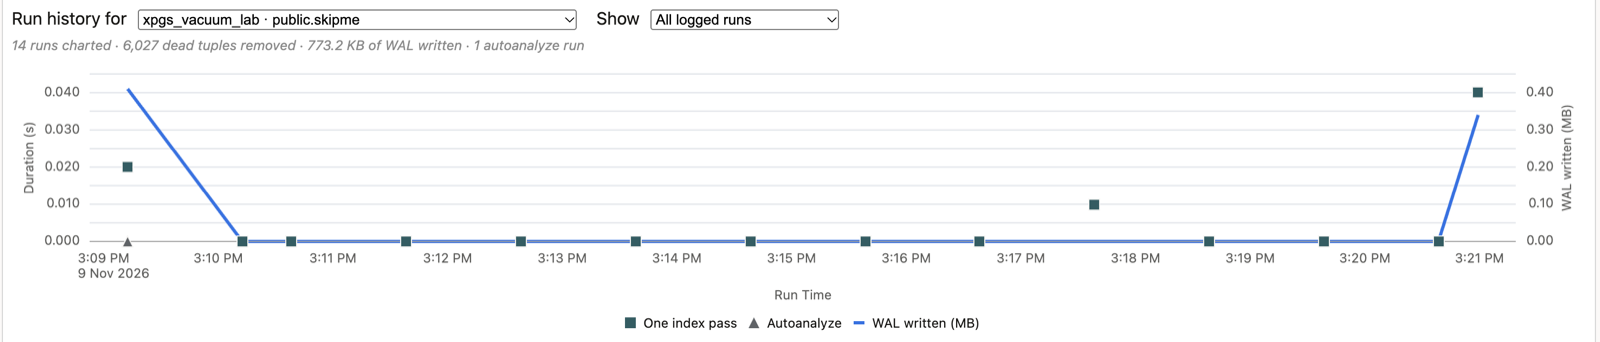 Run history for xpgs_vacuum_lab · public.skipme Show All logged runs
14 runs charted · 6,027 dead tuples removed · 773.2 KB of WAL written · 1 autoanalyze run
0.040 0.40
0.030 0.30
0.020 0.20
0.010 0.10
0.000 0.00
Duration (s)
WAL written (MB)
3:09 PM 3:10 PM 3:11 PM 3:12 PM 3:13 PM 3:14 PM 3:15 PM 3:16 PM 3:17 PM 3:18 PM 3:19 PM 3:20 PM 3:21 PM
9 Nov 2026
Run Time
One index pass Autoanalyze WAL written (MB)